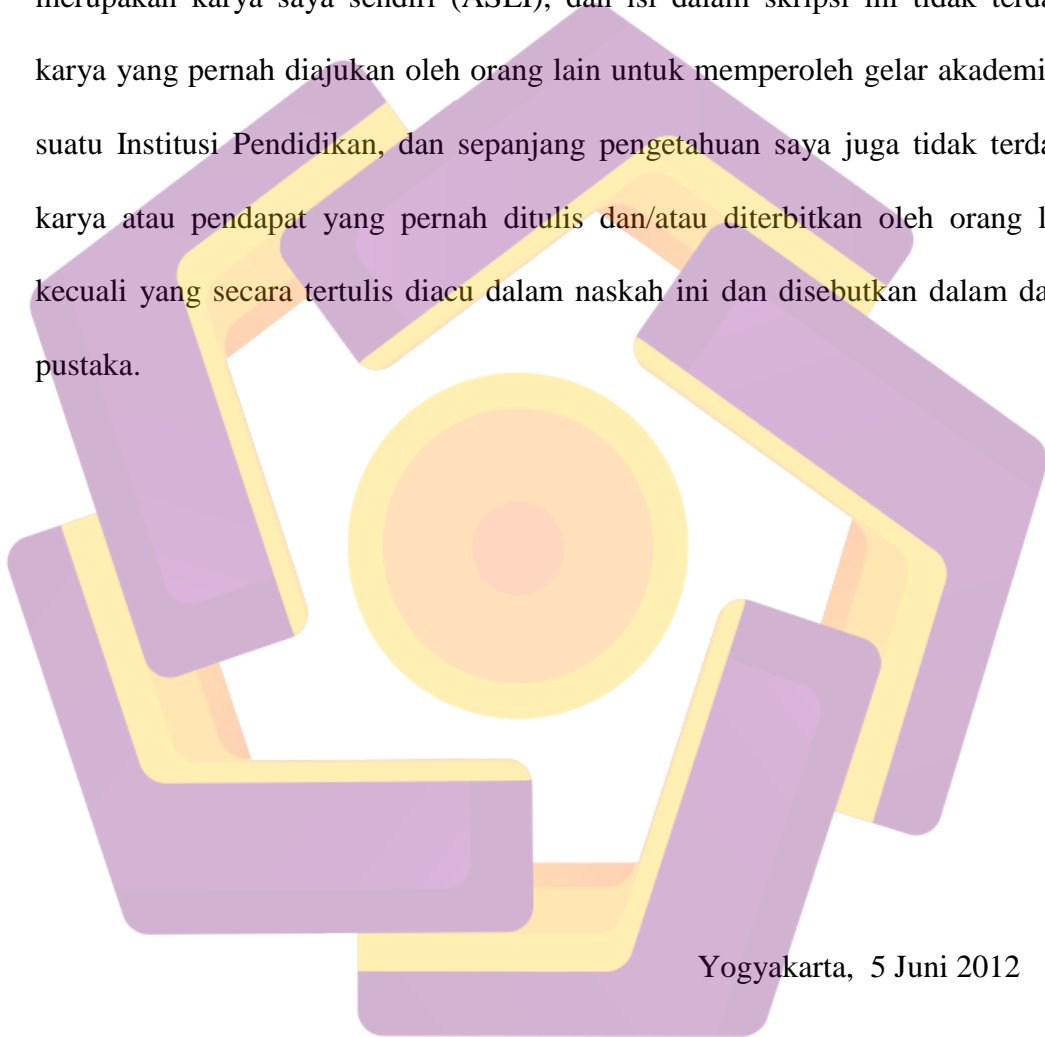 merupakan karya saya sendiri (ASLI), dan isi dalam skripsi ini tidak terda
karya yang pernah diajukan oleh orang lain untuk memperoleh gelar akademi
suatu Institusi Pendidikan, dan sepanjang pengetahuan saya juga tidak terda
karya atau pendapat yang pernah ditulis dan/atau diterbitkan oleh orang l
kecuali yang secara tertulis diacu dalam naskah ini dan disebutkan dalam da
pustaka.
Yogyakarta, 5 Juni 2012